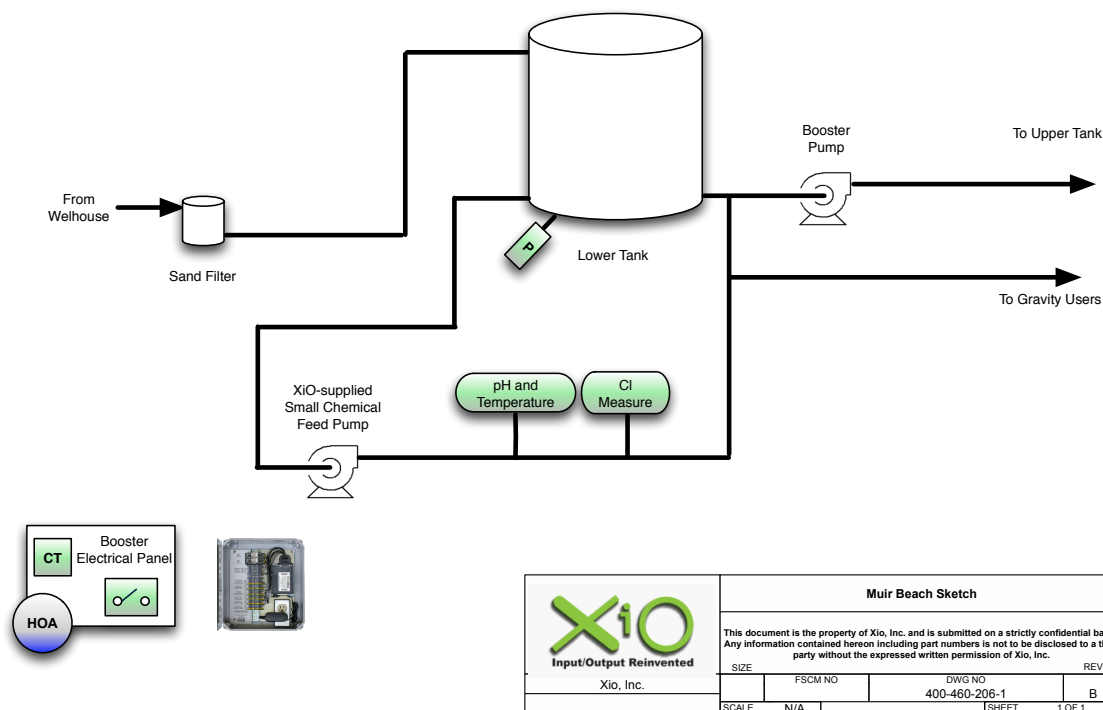 Booster
Pump
To Upper Tank
From
Welhouse
Sand Filter
P
Lower Tank
To Gravity Users
XiO-supplied
Small Chemical
Feed Pump
pH and
Temperature
Cl
Measure
Booster
Electrical Panel
CT
HOA
XiO
Input/Output Reinvented
Xio, Inc.
Muir Beach Sketch
This document is the property of Xio, Inc. and is submitted on a strictly confidential ba
Any information contained hereon including part numbers is not to be disclosed to a th
party without the expressed written permission of Xio, Inc.
SIZE
FSCM NO
DWG NO
REV
400-460-206-1
B
SCALE
N/A
SHEET
1 OF 1